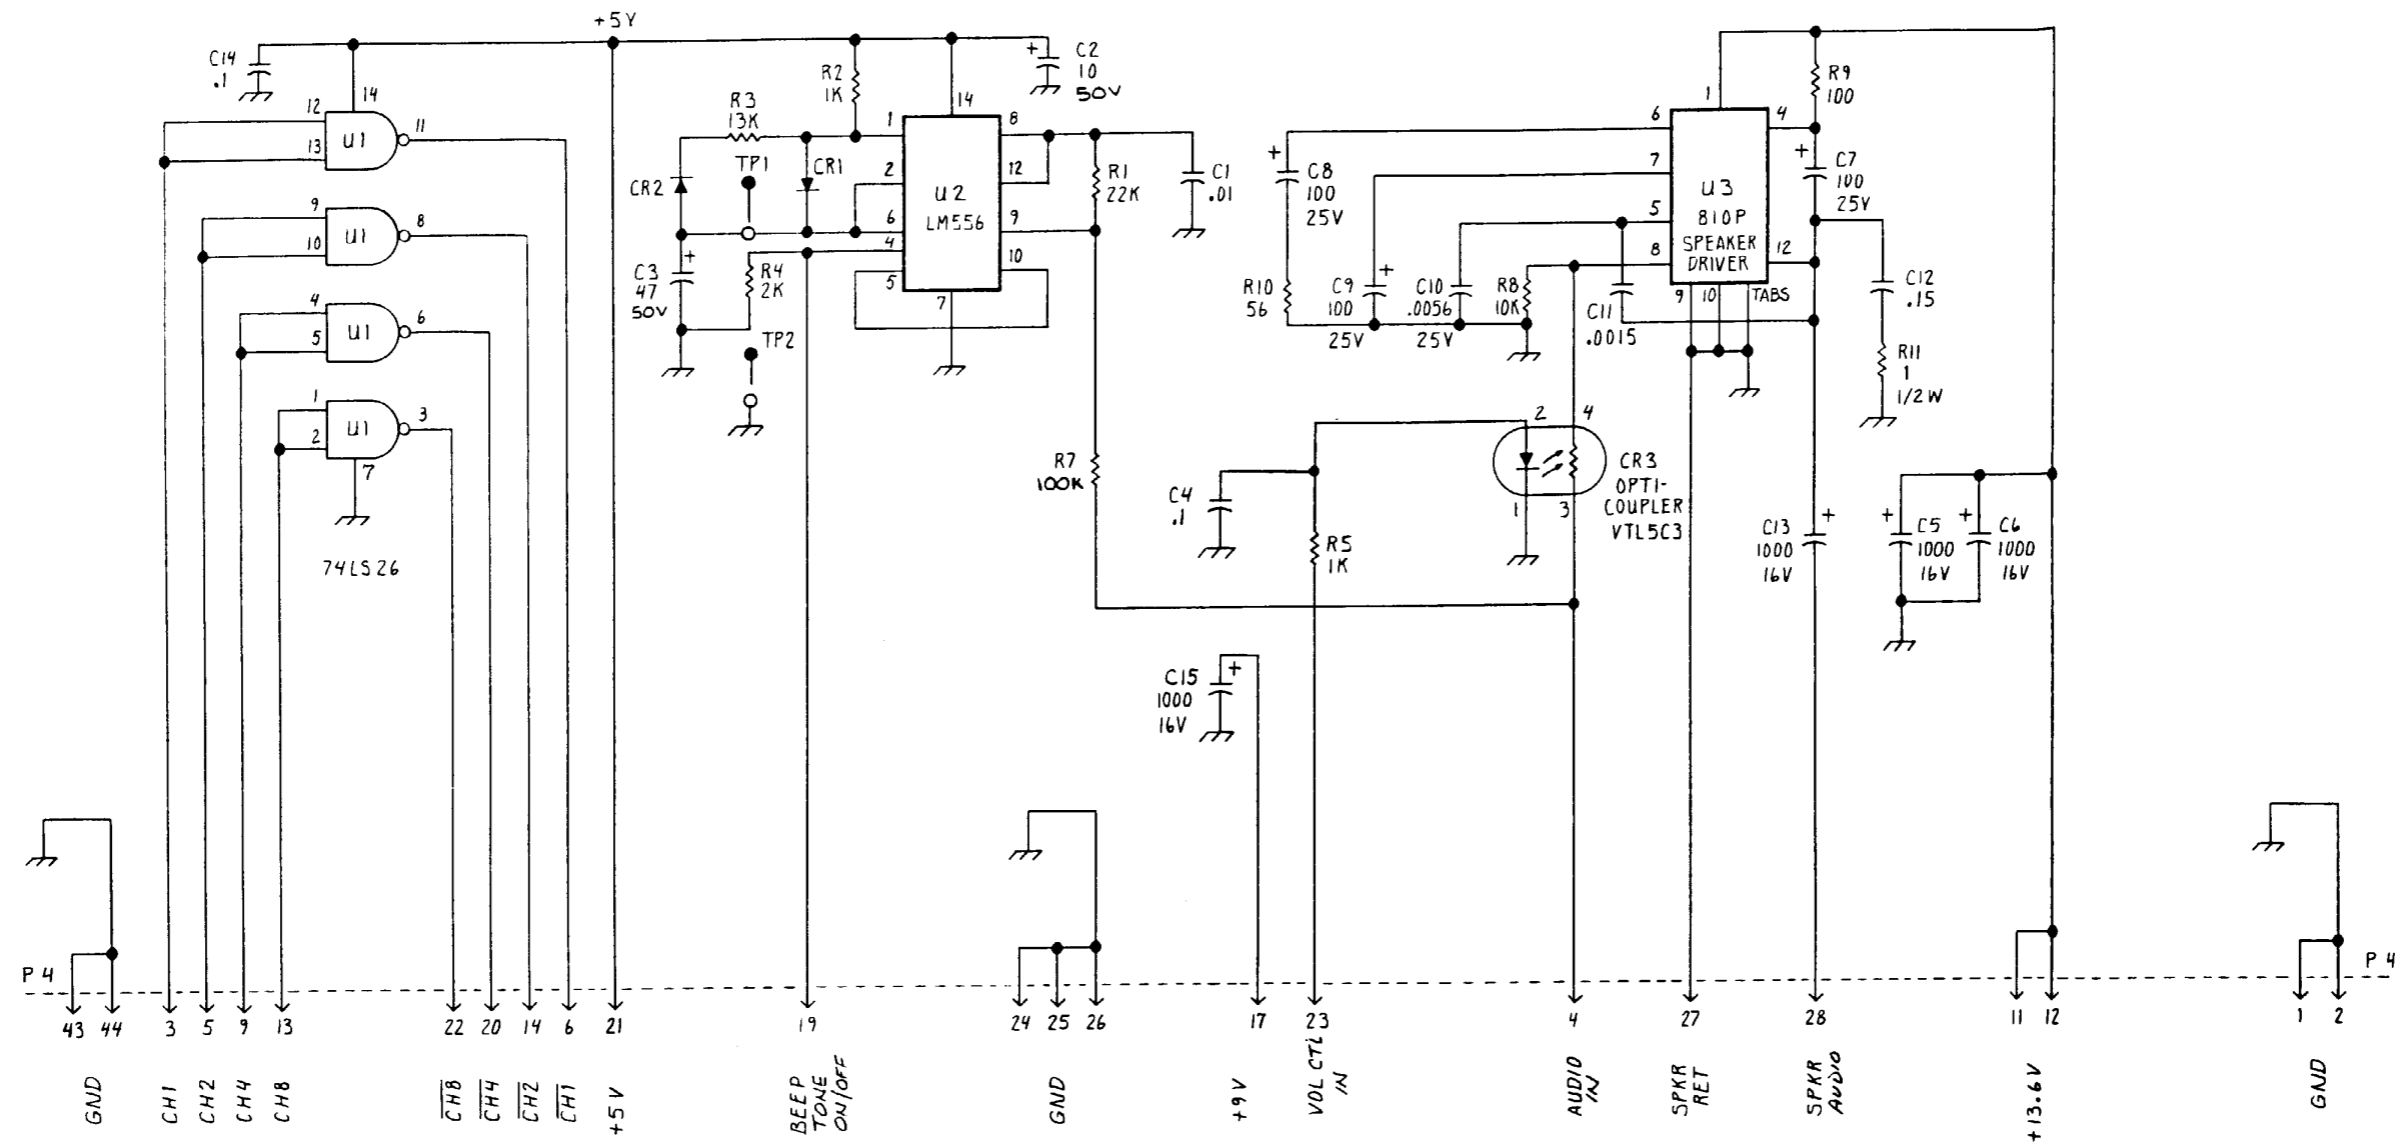 +5V
C14
.1
14
12
13
U1
11
9
10
U1
8
4
5
U1
6
1
2
U1
3
7
74LS26
R2
1K
R3
13K
TP1
CR1
CR2
C3
47
50V
+
R4
2K
TP2
14
1
2
6
4
5
U2
LM556
8
12
9
10
7
+
C2
10
50V
R1
22K
C1
.01
R7
100K
+
C8
100
25V
R10
56
+
C9
100
25V
C10
.0056
25V
R8
10K
C11
.0015
1
6
7
5
8
U3
810P
SPEAKER
DRIVER
4
12
9
10
TABS
R9
100
+
C7
100
25V
C12
.15
R11
1
1/2W
2
4
1
3
CR3
OPTI-
COUPLER
VTL5C3
C4
.1
R5
1K
+
C15
1000
16V
+
C13
1000
16V
+
C5
1000
16V
+
C6
1000
16V
P4
P4
43
44
3
5
9
13
22
20
14
6
21
19
24
25
26
17
23
4
27
28
11
12
1
2
GND
CH1
CH2
CH4
CH8
C̅H̅8̅
C̅H̅4̅
C̅H̅2̅
C̅H̅1̅
+5V
BEEP
TONE
ON/OFF
GND
+9V
VOL CTL
IN
AUDIO
IN
SPKR
RET
SPKR
AUDIO
+13.6V
GND